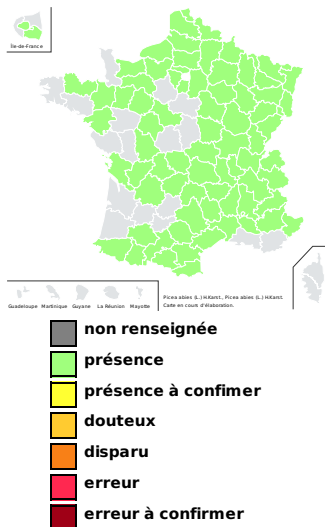 Île-de-France
Guadeloupe Martinique Guyane La Réunion Mayotte
Picea abies (L.) H.Karst., Picea abies (L.) H.Karst.
Carte en cours d'élaboration.
non renseignée
présence
présence à confimer
douteux
disparu
erreur
erreur à confirmer